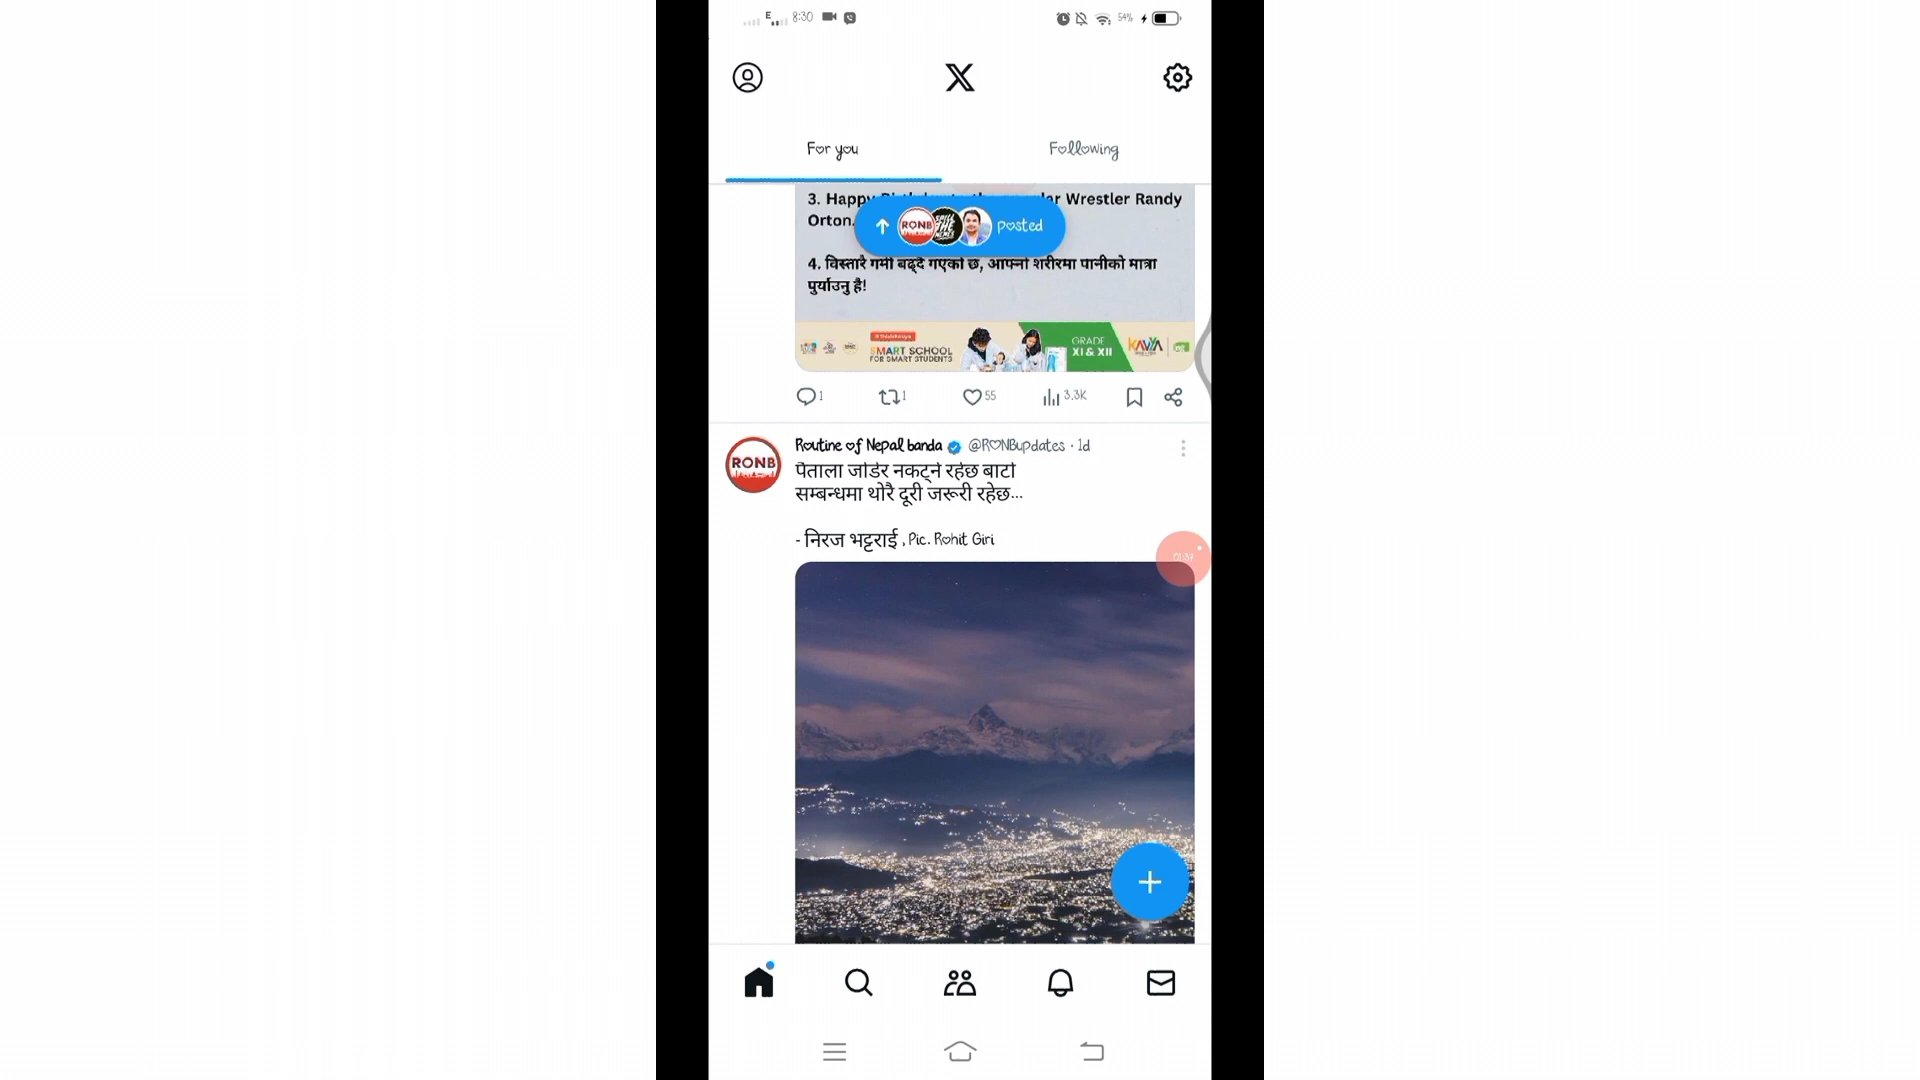 E 8:30 54%
For you Following
3. Happy Wrestler Randy
Orton.
RONB posted
4. विस्तारै गर्मी बढ्दै गएको छ, आफ्नो शरीरमा पानीको मात्रा
पुर्याउनु है!
SMART SCHOOL
FOR SMART STUDENTS
GRADE
XI & XII
1 1 55 3.3K
Routine of Nepal banda @RONBupdates · 1d
RONB
पैताला जोडेर नकट्ने रहेछ बाटो
सम्बन्धमा थोरै दूरी जरूरी रहेछ...
- निरज भट्टराई , Pic. Rohit Giri